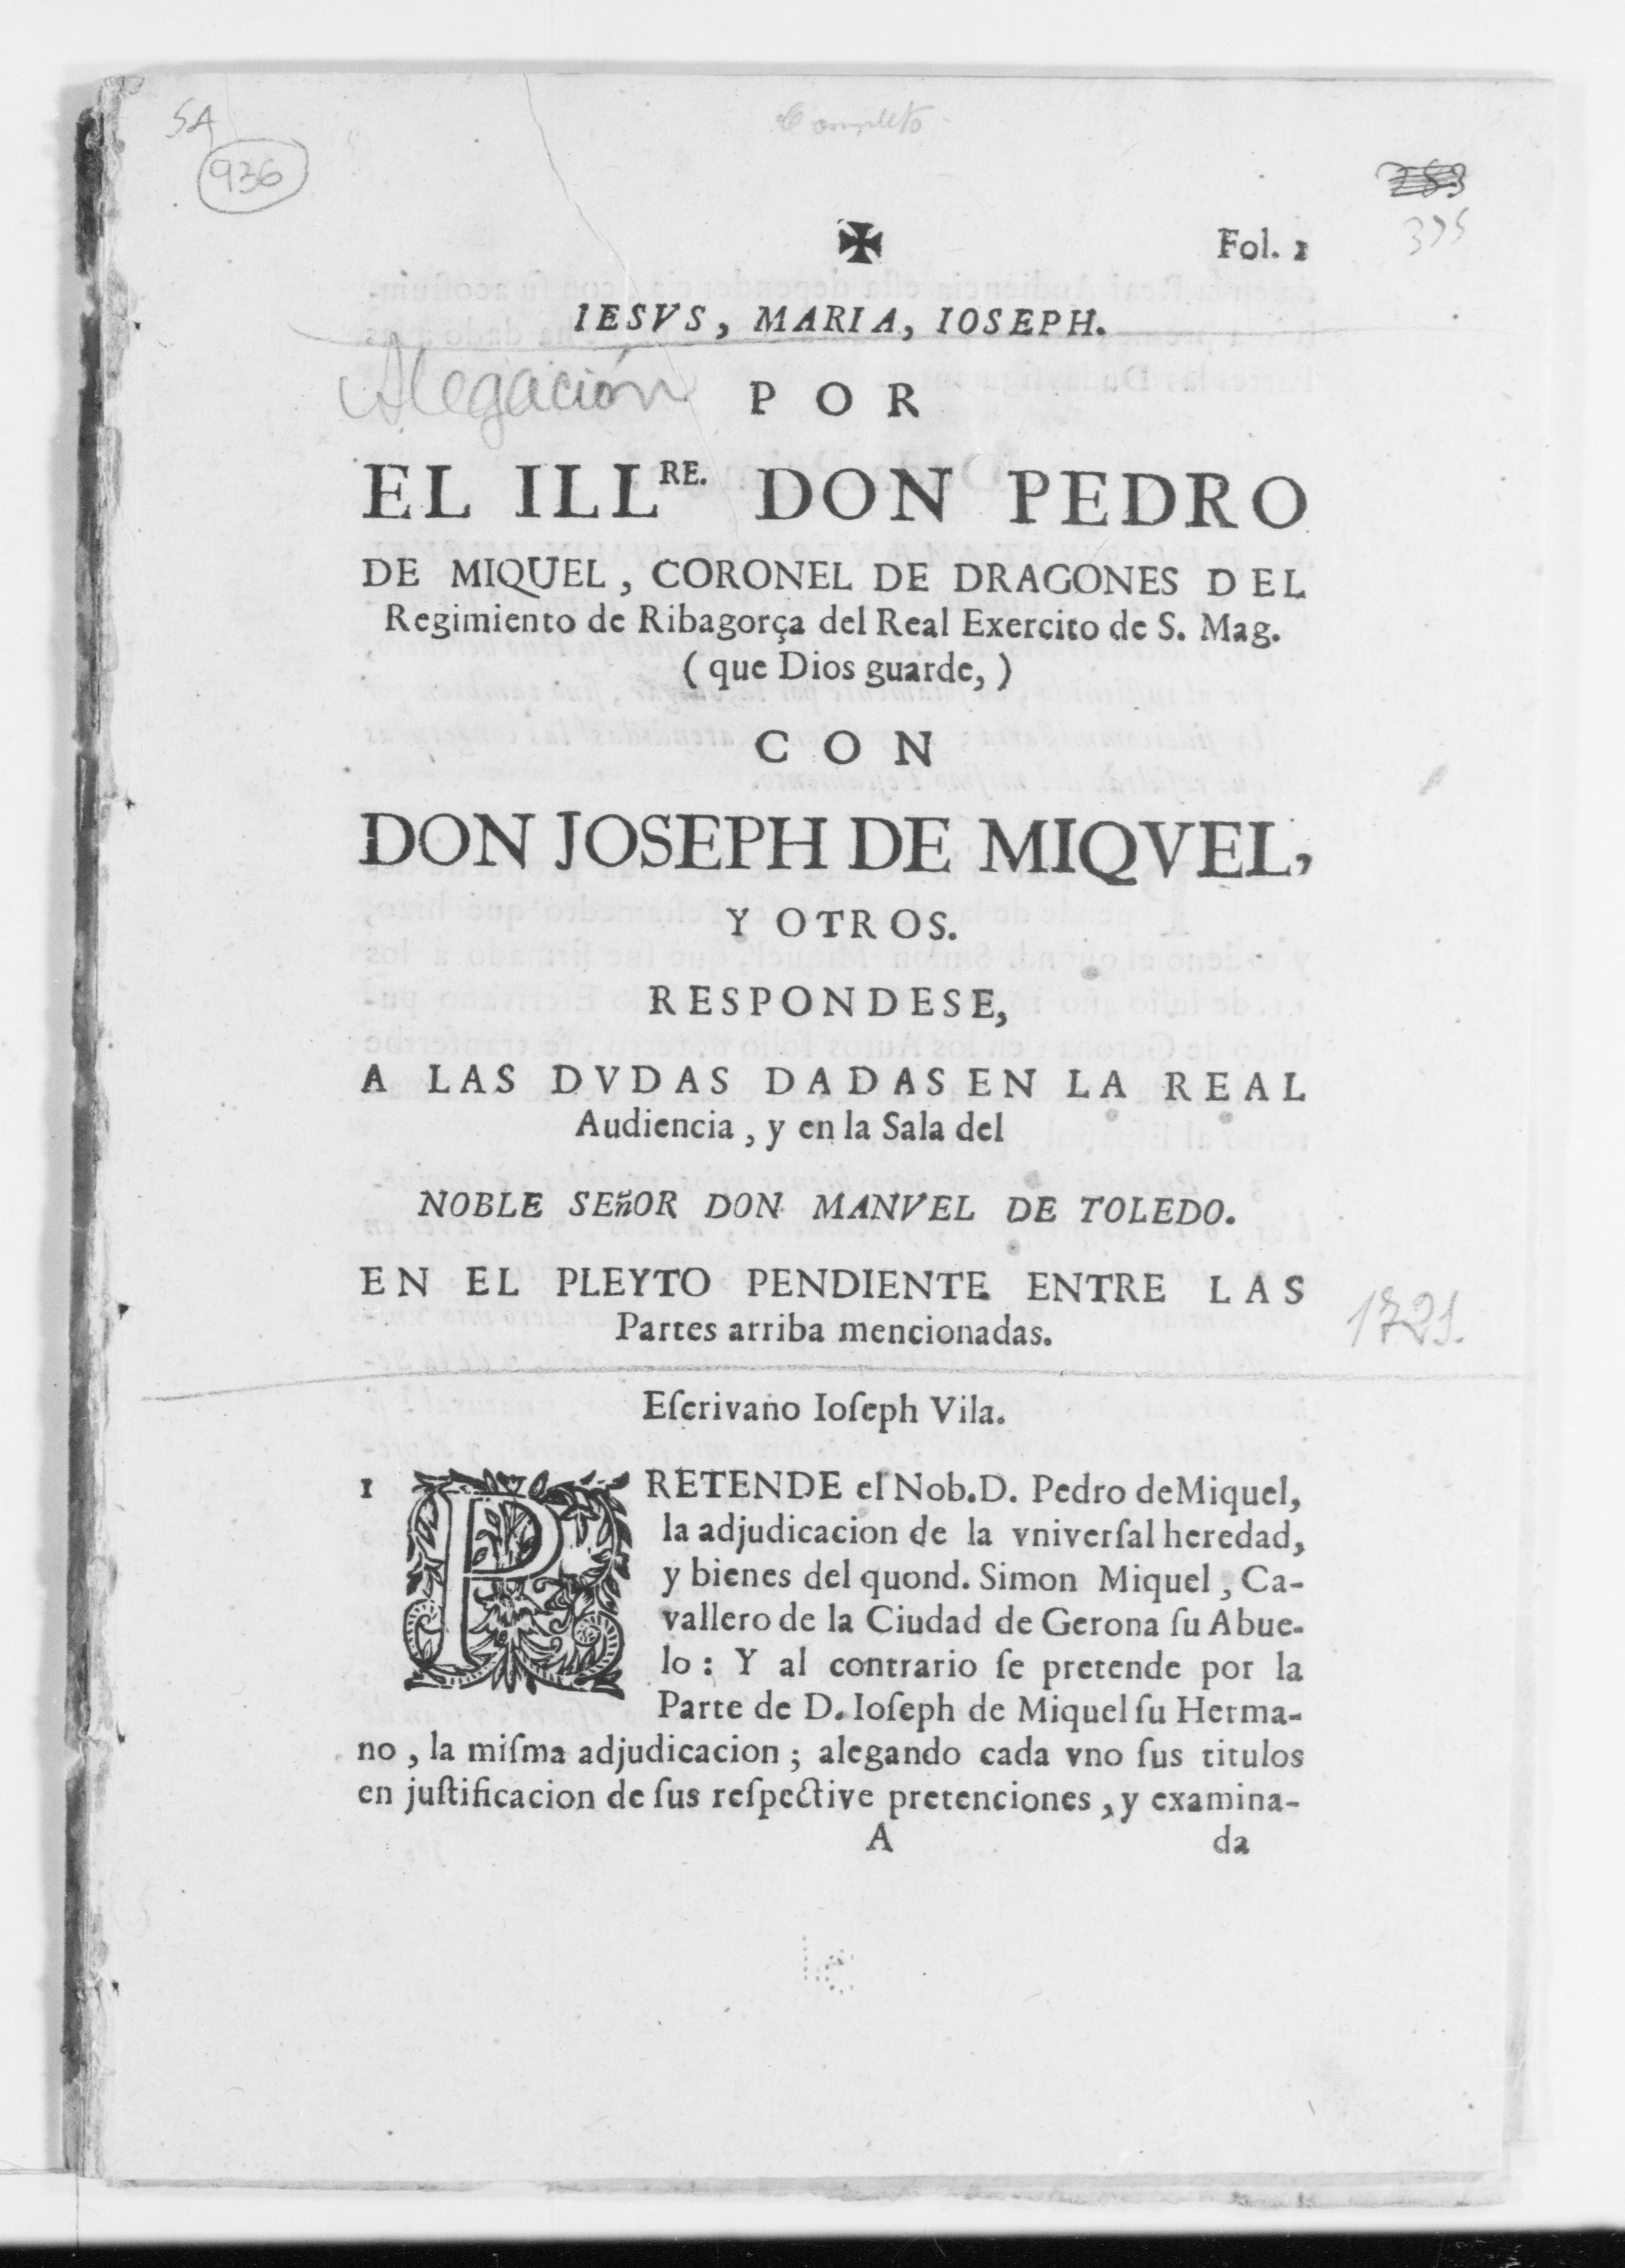 SA
936
Completo
Fol. 1
IESVS, MARIA, IOSEPH.
Alegación
POR
EL ILLRE. DON PEDRO
DE MIQUEL, CORONEL DE DRAGONES DEL
Regimiento de Ribagorça del Real Exercito de S. Mag.
(que Dios guarde,)
CON
DON JOSEPH DE MIQVEL,
Y OTROS.
RESPONDESE,
A LAS DVDAS DADAS EN LA REAL
Audiencia, y en la Sala del
NOBLE SEñOR DON MANVEL DE TOLEDO.
EN EL PLEYTO PENDIENTE ENTRE LAS
Partes arriba mencionadas.
1721.
Eſcrivano Ioſeph Vila.
1 PRETENDE el Nob. D. Pedro de Miquel,
la adjudicacion de la vniverſal heredad,
y bienes del quond. Simon Miquel, Ca-
vallero de la Ciudad de Gerona ſu Abue-
lo: Y al contrario ſe pretende por la
Parte de D. Ioſeph de Miquel ſu Herma-
no, la miſma adjudicacion; alegando cada vno ſus titulos
en juſtificacion de ſus reſpective pretenciones, y examina-
A da